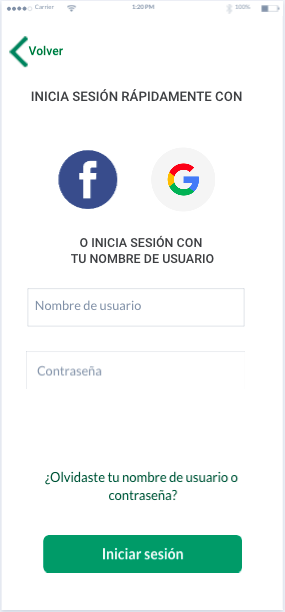 Carrier 1:20 PM 100%
Volver
INICIA SESIÓN RÁPIDAMENTE CON
f G
O INICIA SESIÓN CON
TU NOMBRE DE USUARIO
Nombre de usuario
Contraseña
¿Olvidaste tu nombre de usuario o
contraseña?
Iniciar sesión